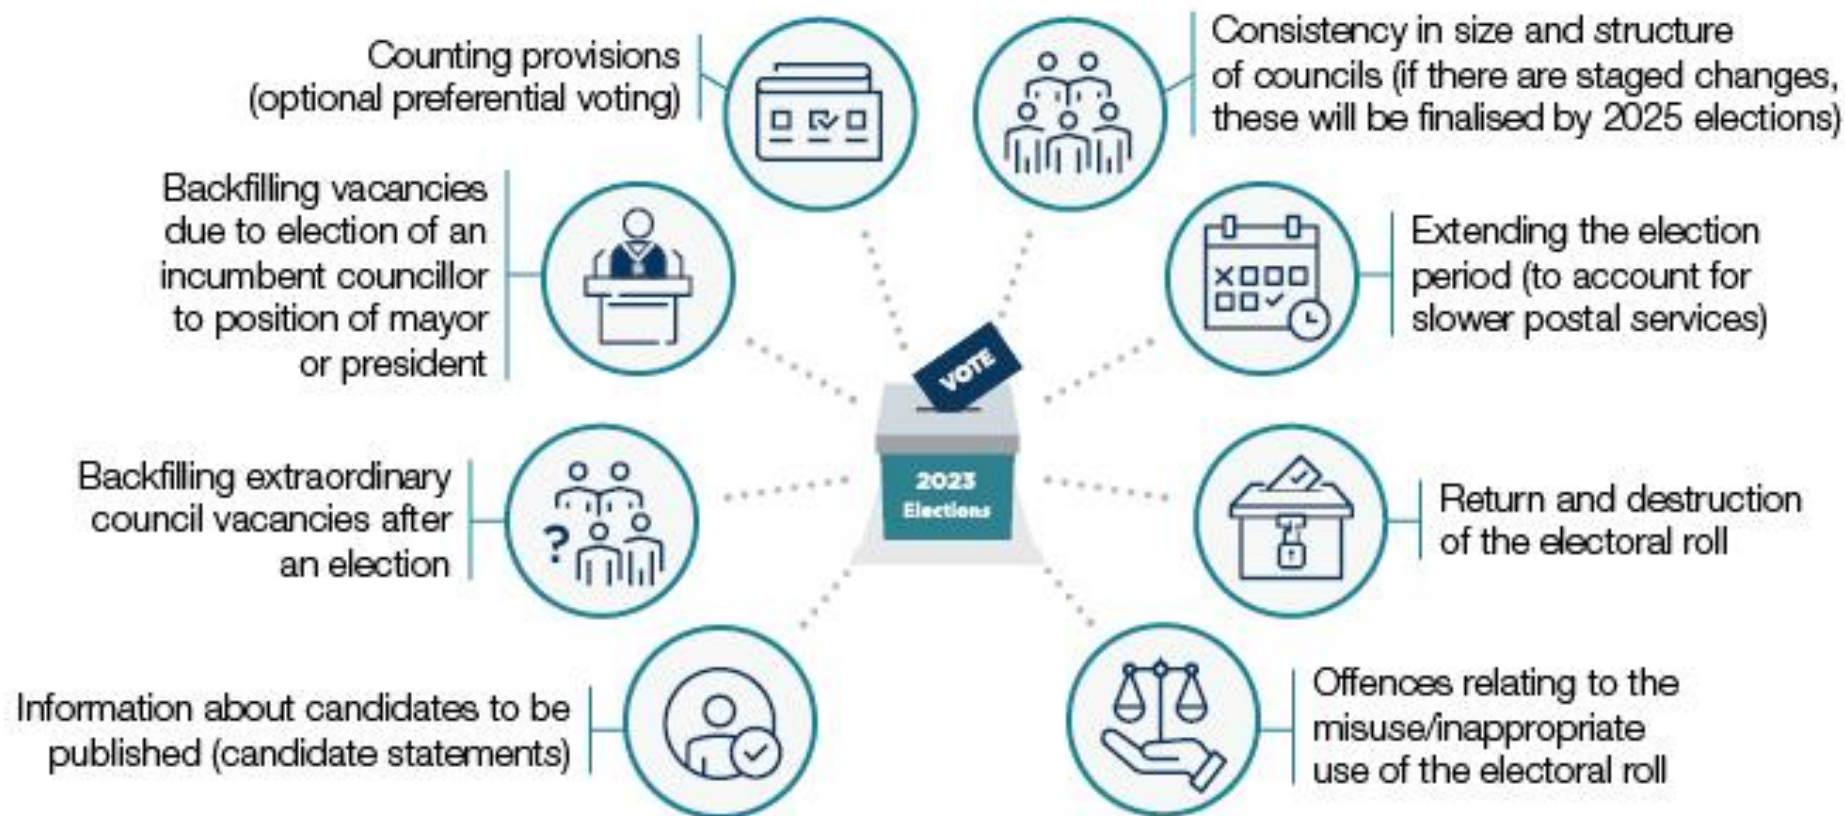 Counting provisions
(optional preferential voting)
Consistency in size and structure
of councils (if there are staged changes,
these will be finalised by 2025 elections)
Backfilling vacancies
due to election of an
incumbent councillor
to position of mayor
or president
Extending the election
period (to account for
slower postal services)
VOTE
2023
Elections
Backfilling extraordinary
council vacancies after
an election
?
Return and destruction
of the electoral roll
Information about candidates to be
published (candidate statements)
Offences relating to the
misuse/inappropriate
use of the electoral roll